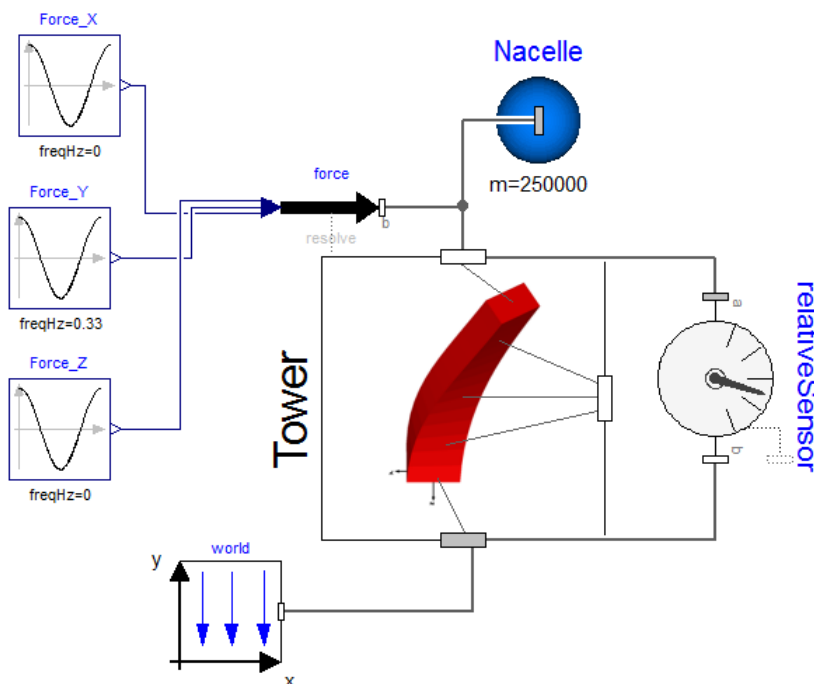 Force_X
freqHz=0
Nacelle
m=250000
Force_Y
freqHz=0.33
force
b
resolve
Force_Z
freqHz=0
Tower
a
relativeSensor
b
world
y
x